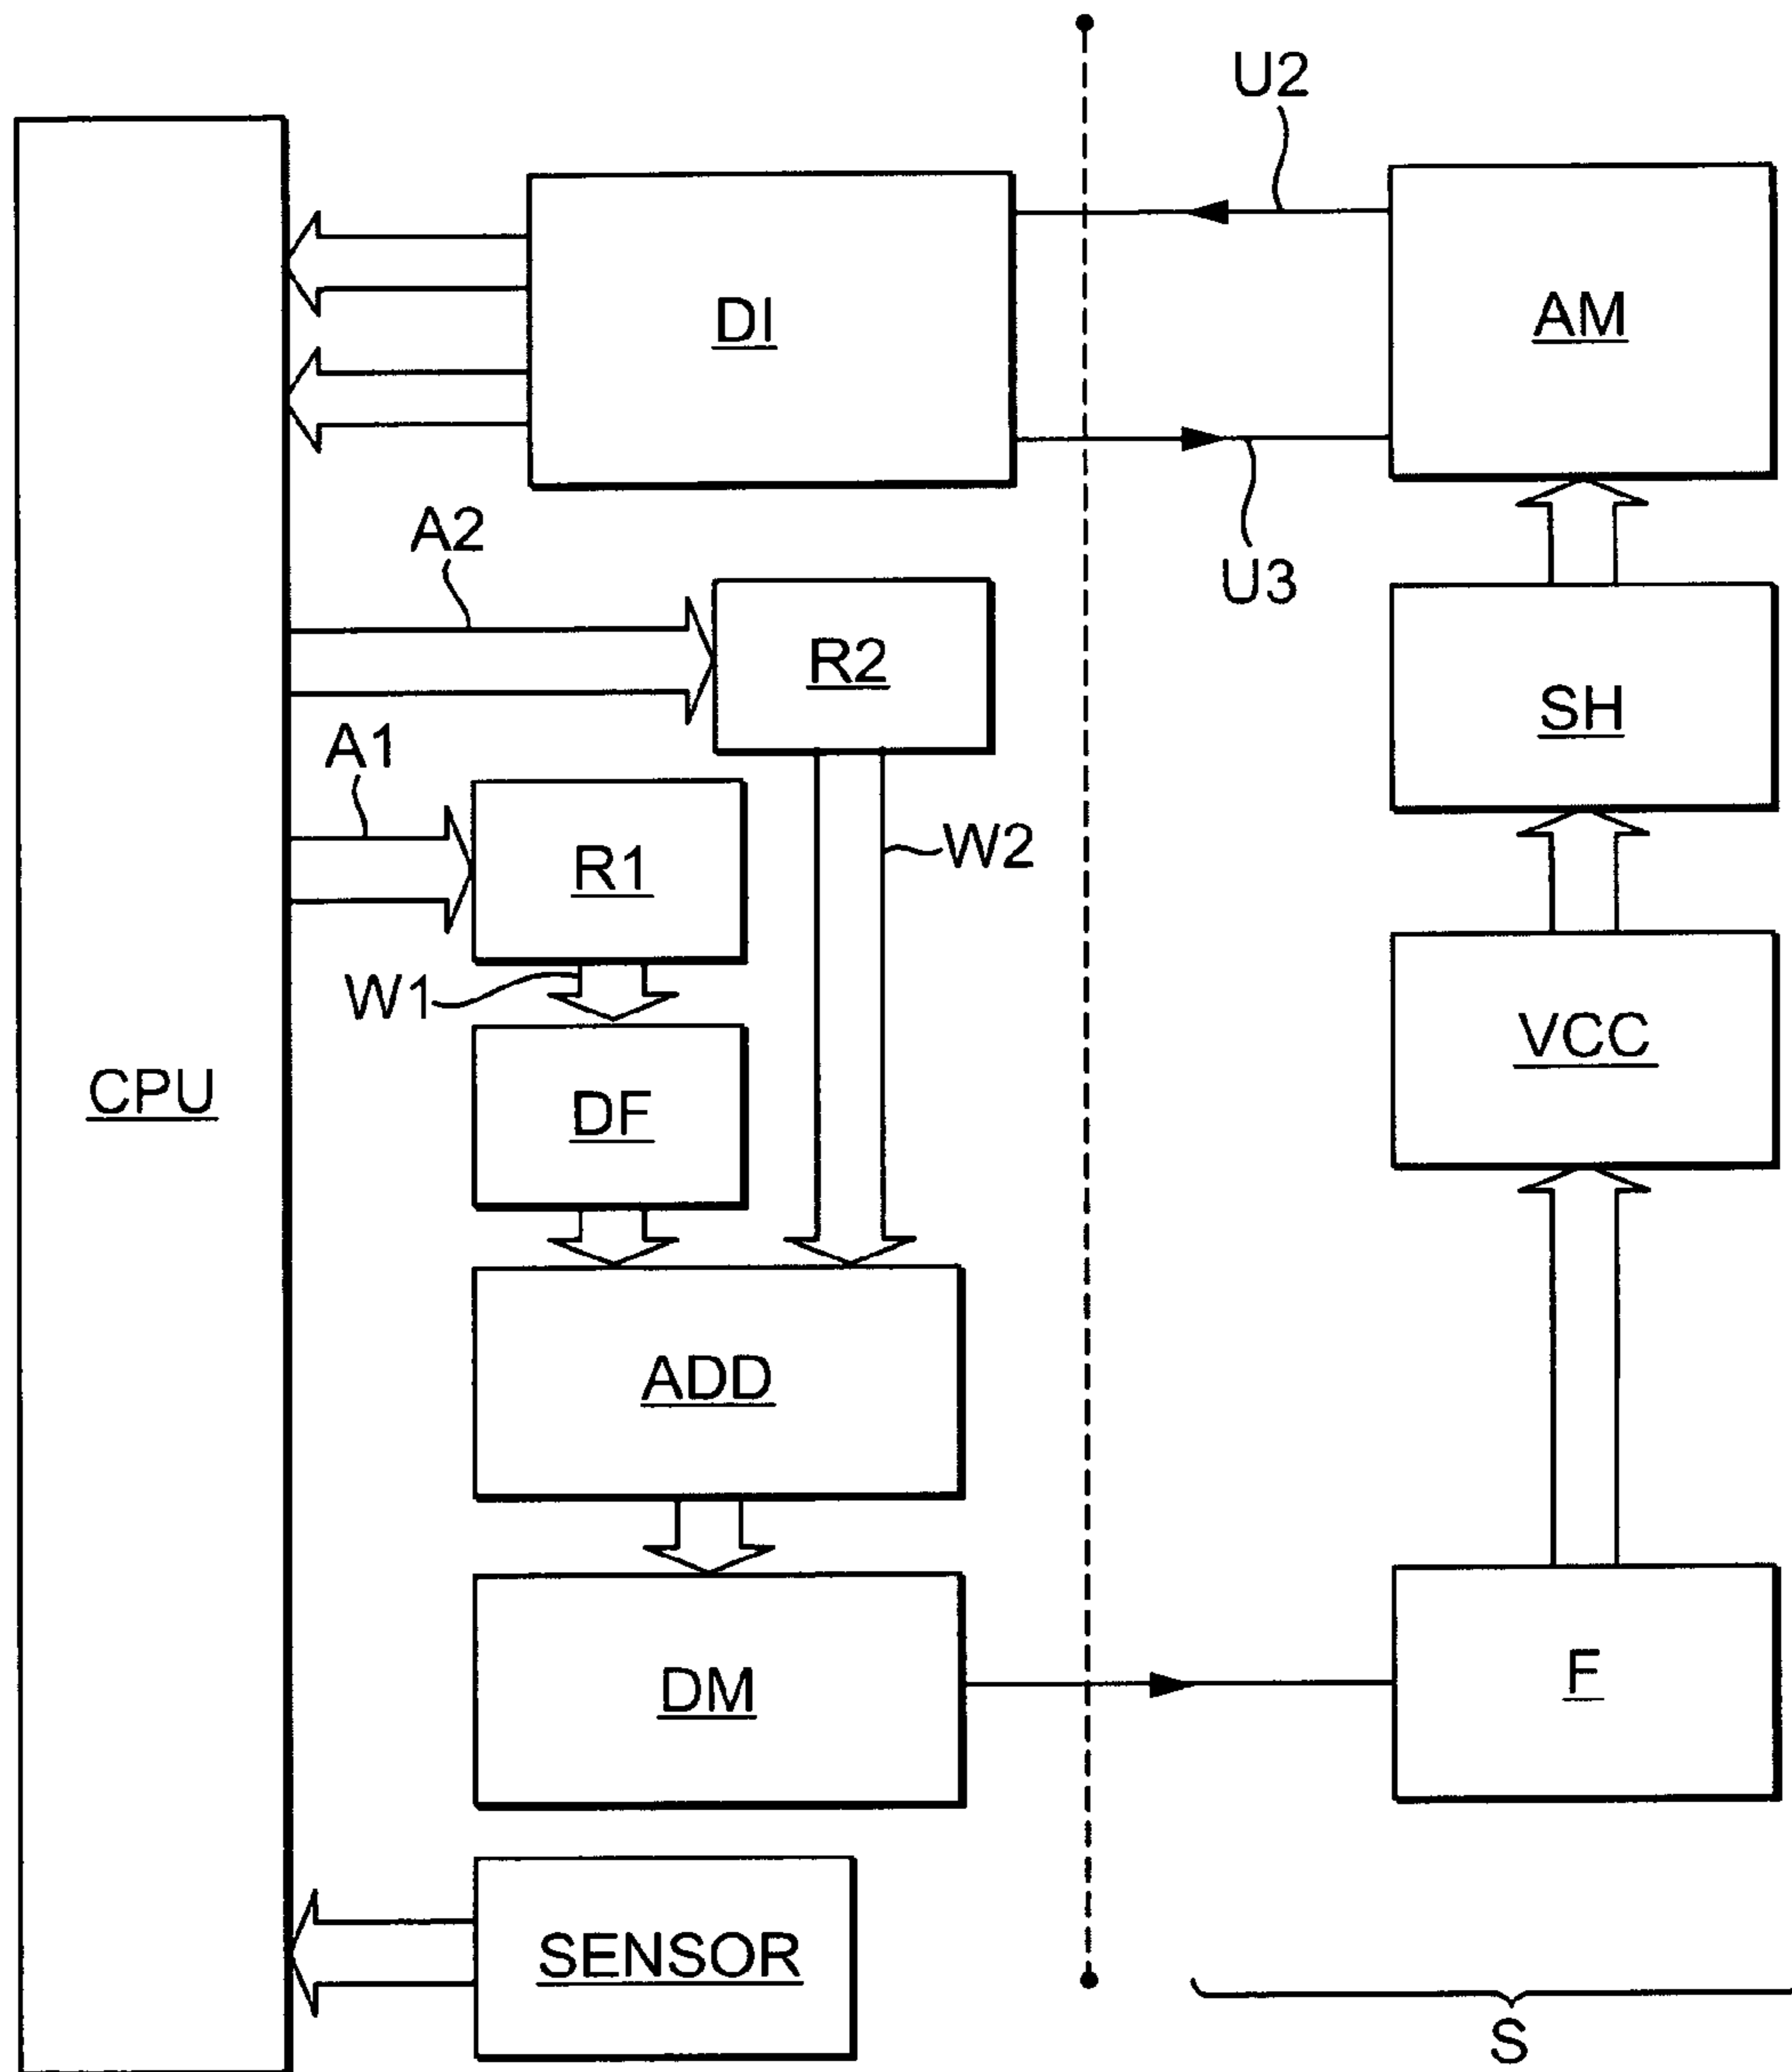 U2
DI
AM
A2
U3
R2
SH
A1
R1
W2
W1
VCC
CPU
DF
ADD
DM
F
SENSOR
S